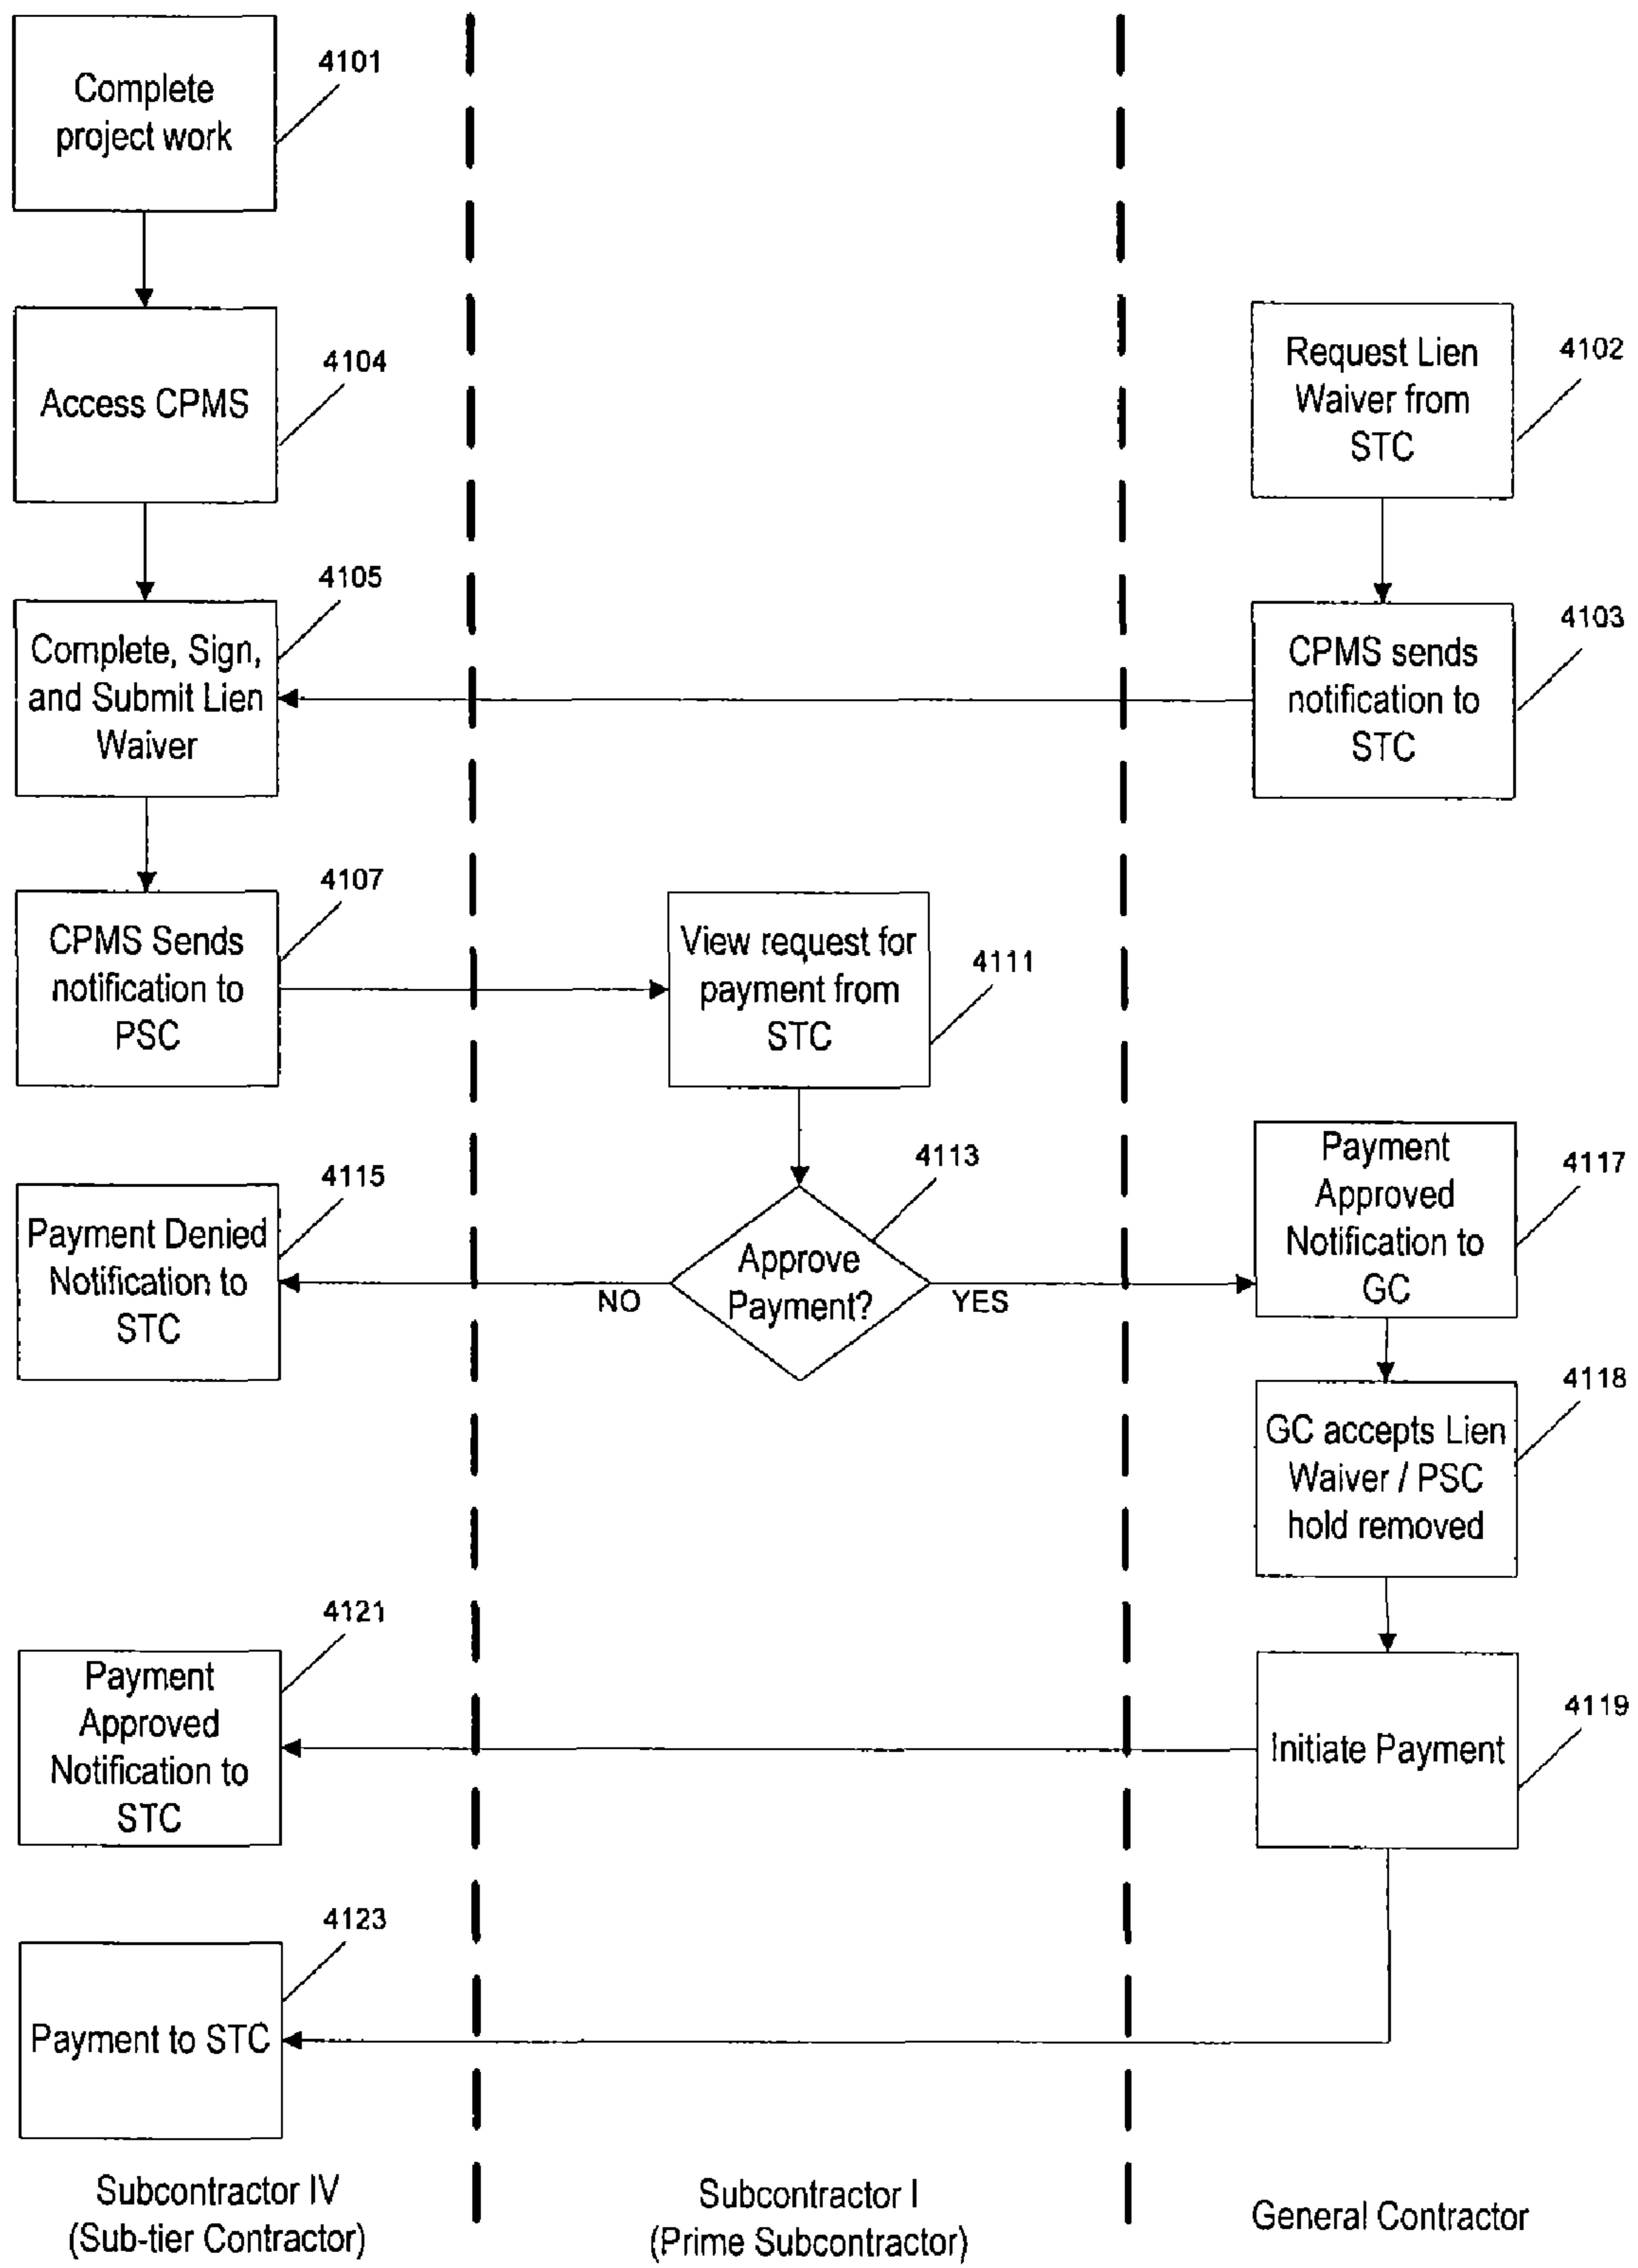 Complete
project work
4101
Access CPMS
4104
Request Lien
Waiver from
STC
4102
Complete, Sign,
and Submit Lien
Waiver
4105
CPMS sends
notification to
STC
4103
CPMS Sends
notification to
PSC
4107
View request for
payment from
STC
4111
Payment Denied
Notification to
STC
4115
NO
Approve
Payment?
4113
YES
Payment
Approved
Notification to
GC
4117
GC accepts Lien
Waiver / PSC
hold removed
4118
Payment
Approved
Notification to
STC
4121
Initiate Payment
4119
Payment to STC
4123
Subcontractor IV
(Sub-tier Contractor)
Subcontractor I
(Prime Subcontractor)
General Contractor